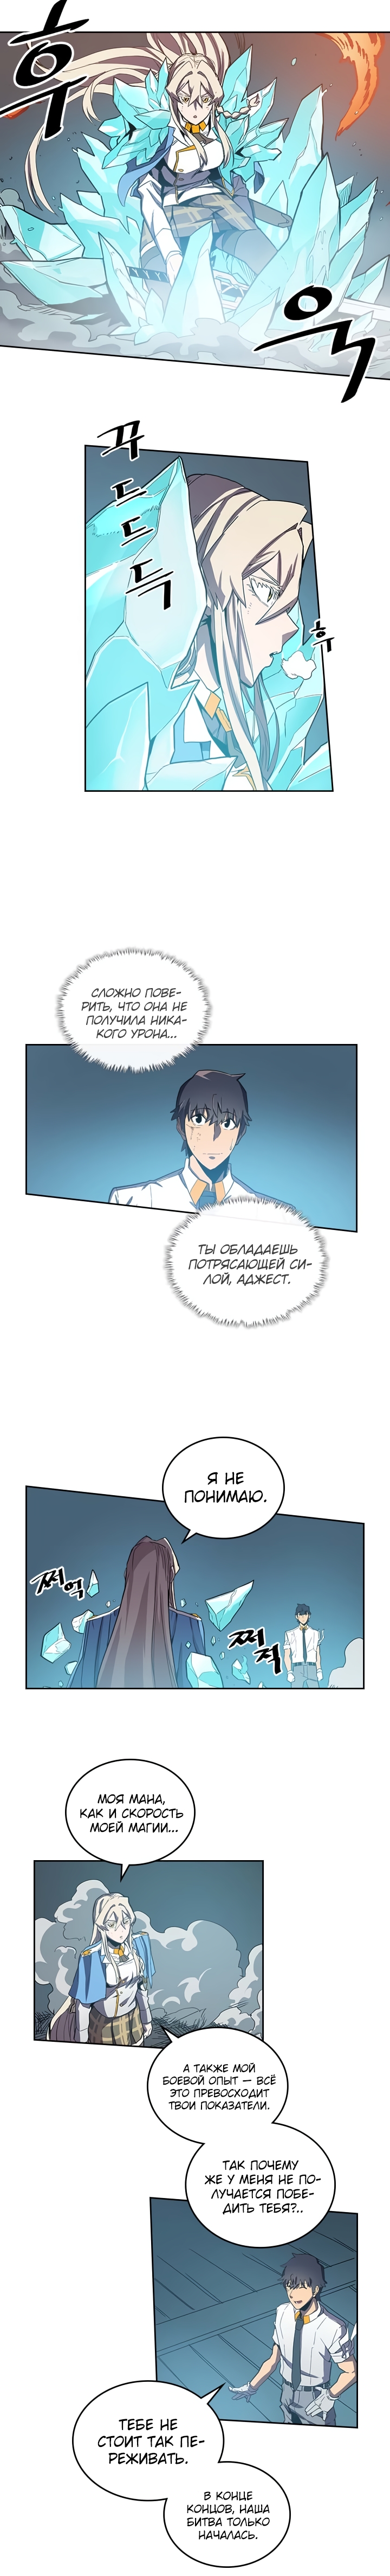 후
욱
꾸
드
드
득
후
СЛОЖНО ПОВЕ-
РИТЬ, ЧТО ОНА НЕ
ПОЛУЧИЛА НИКА-
КОГО УРОНА...
ТЫ ОБЛАДАЕШЬ
ПОТРЯСАЮЩЕЙ СИ-
ЛОЙ, АДЖЕСТ.
Я НЕ
ПОНИМАЮ.
쩌억
쩌적
МОЯ МАНА,
КАК И СКОРОСТЬ
МОЕЙ МАГИИ...
А ТАКЖЕ МОЙ
БОЕВОЙ ОПЫТ — ВСЁ
ЭТО ПРЕВОСХОДИТ
ТВОИ ПОКАЗАТЕЛИ.
ТАК ПОЧЕМУ
ЖЕ У МЕНЯ НЕ ПО-
ЛУЧАЕТСЯ ПОБЕ-
ДИТЬ ТЕБЯ?..
ТЕБЕ НЕ
СТОИТ ТАК ПЕ-
РЕЖИВАТЬ.
В КОНЦЕ
КОНЦОВ, НАША
БИТВА ТОЛЬКО
НАЧАЛАСЬ.